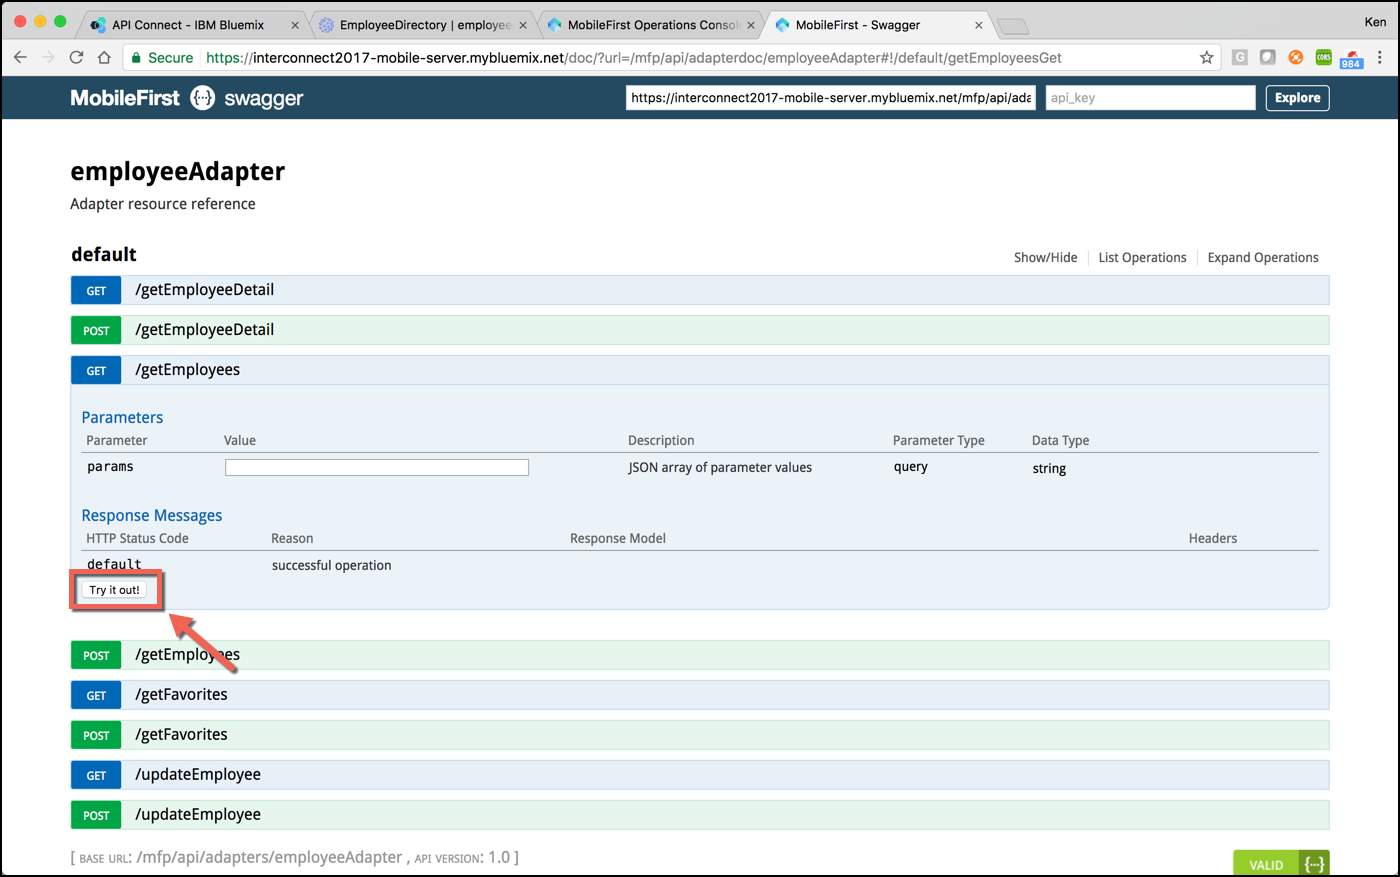 API Connect - IBM Bluemix
EmployeeDirectory | employee
MobileFirst Operations Consol
MobileFirst - Swagger
Ken
Secure
https://interconnect2017-mobile-server.mybluemix.net/doc/?url=/mfp/api/adapterdoc/employeeAdapter#!/default/getEmployeesGet
G
CORS
984
MobileFirst {··} swagger
https://interconnect2017-mobile-server.mybluemix.net/mfp/api/ada
api_key
Explore
employeeAdapter
Adapter resource reference
default
Show/Hide
List Operations
Expand Operations
GET /getEmployeeDetail
POST /getEmployeeDetail
GET /getEmployees
Parameters
Parameter Value Description Parameter Type Data Type
params JSON array of parameter values query string
Response Messages
HTTP Status Code Reason Response Model Headers
default successful operation
Try it out!
POST /getEmployees
GET /getFavorites
POST /getFavorites
GET /updateEmployee
POST /updateEmployee
[ BASE URL: /mfp/api/adapters/employeeAdapter , API VERSION: 1.0 ]
VALID {···}